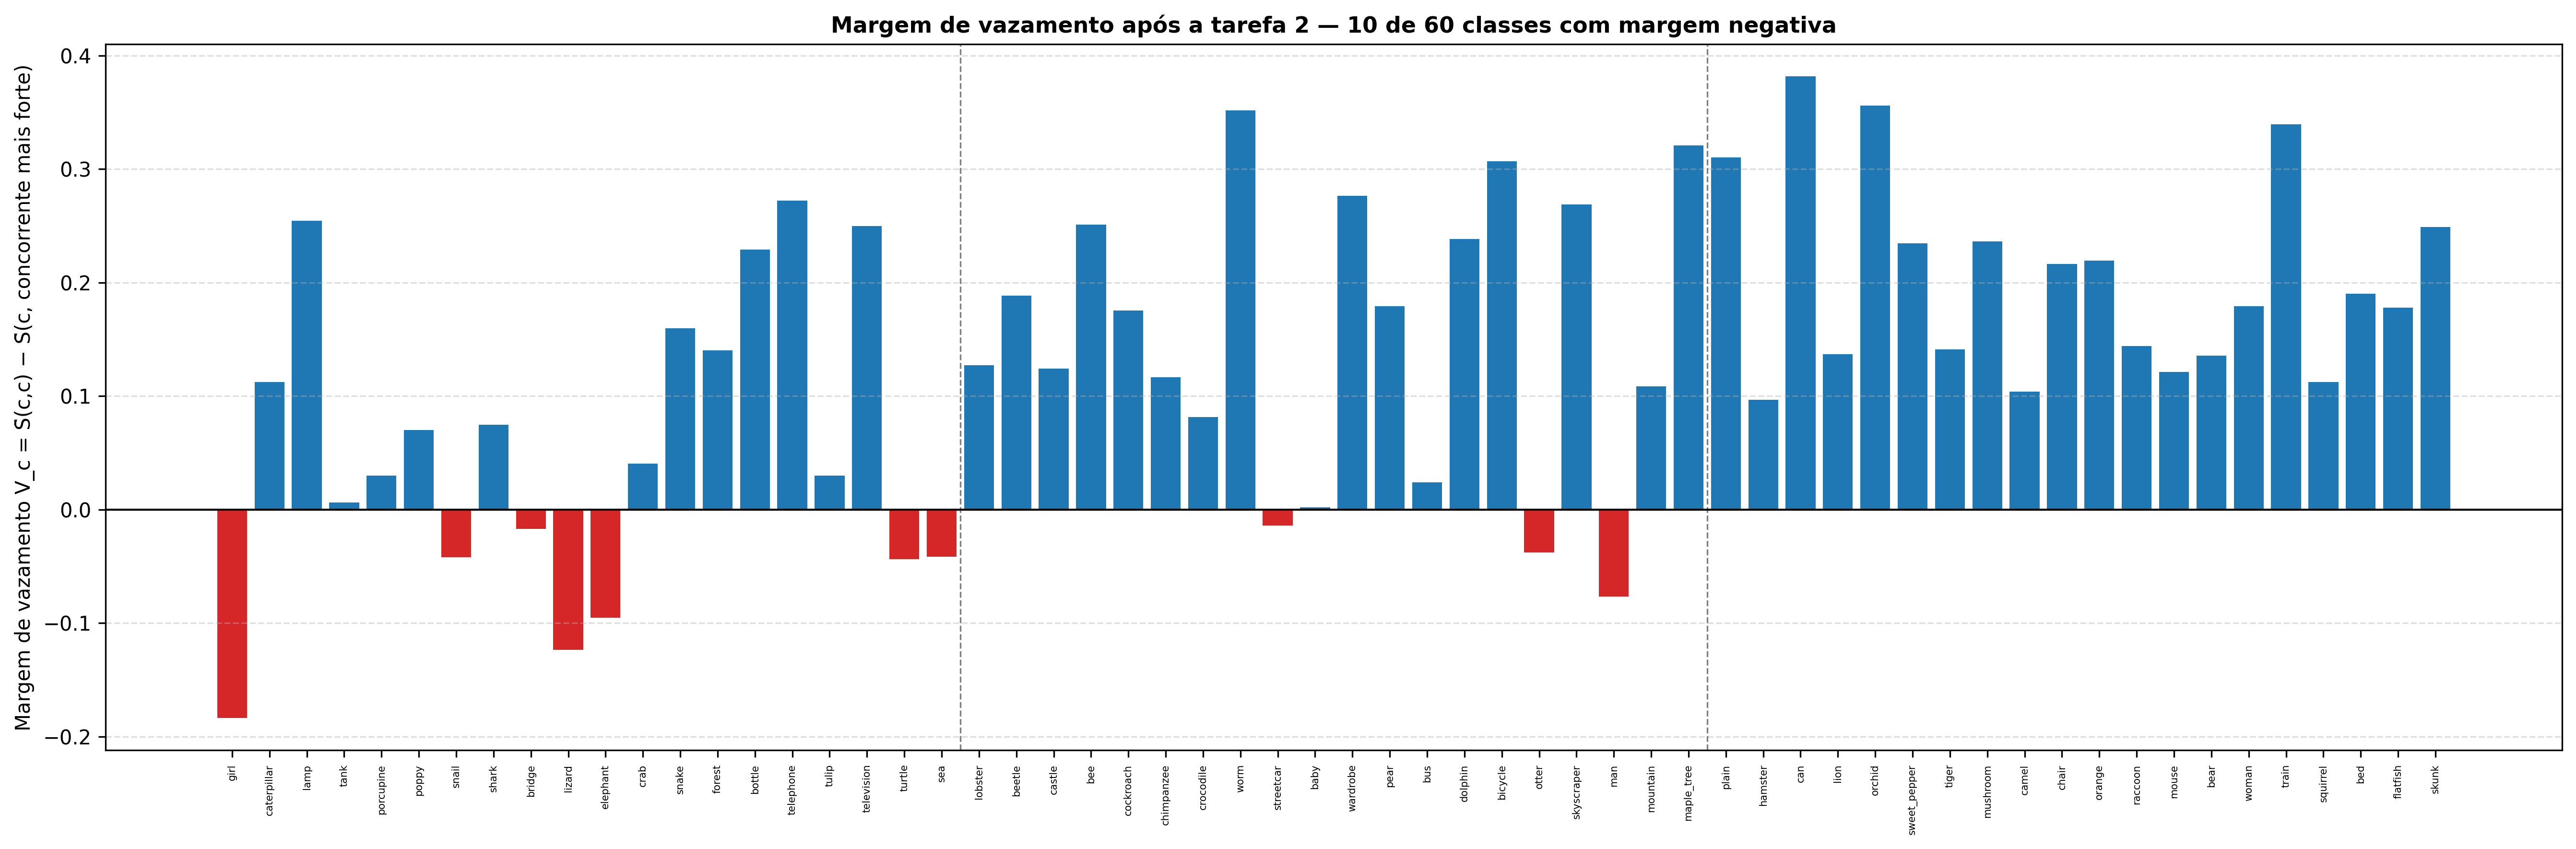 Margem de vazamento após a tarefa 2 — 10 de 60 classes com margem negativa
Margem de vazamento V_c = S(c,c) − S(c, concorrente mais forte)
0.4
0.3
0.2
0.1
0.0
−0.1
−0.2
girl
caterpillar
lamp
tank
porcupine
poppy
snail
shark
bridge
lizard
elephant
crab
snake
forest
bottle
telephone
tulip
television
turtle
sea
lobster
beetle
castle
bee
cockroach
chimpanzee
crocodile
worm
streetcar
baby
wardrobe
pear
bus
dolphin
bicycle
otter
skyscraper
man
mountain
maple_tree
plain
hamster
can
lion
orchid
sweet_pepper
tiger
mushroom
camel
chair
orange
raccoon
mouse
bear
woman
train
squirrel
bed
flatfish
skunk